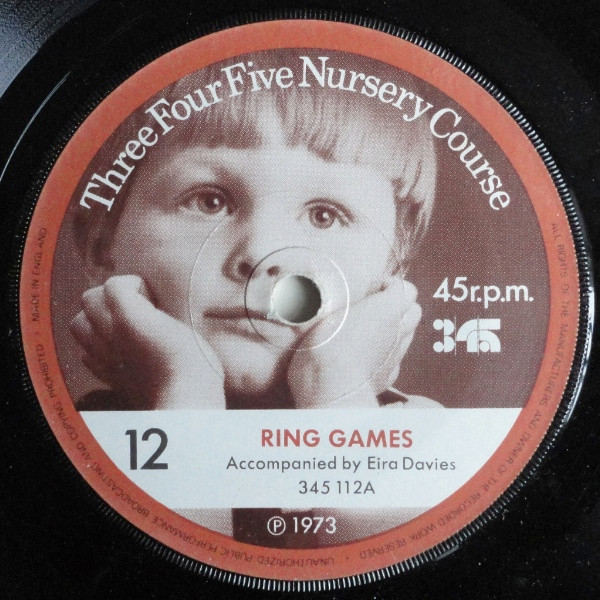 Three Four Five Nursery Course
45r.p.m.
345
12
RING GAMES
Accompanied by Eira Davies
345 112A
℗ 1973
ALL RIGHTS OF THE MANUFACTURERS AND OWNER OF THE RECORDED WORK RESERVED · UNAUTHORIZED PUBLIC PERFORMANCE BROADCASTING AND COPYING PROHIBITED · MADE IN ENGLAND